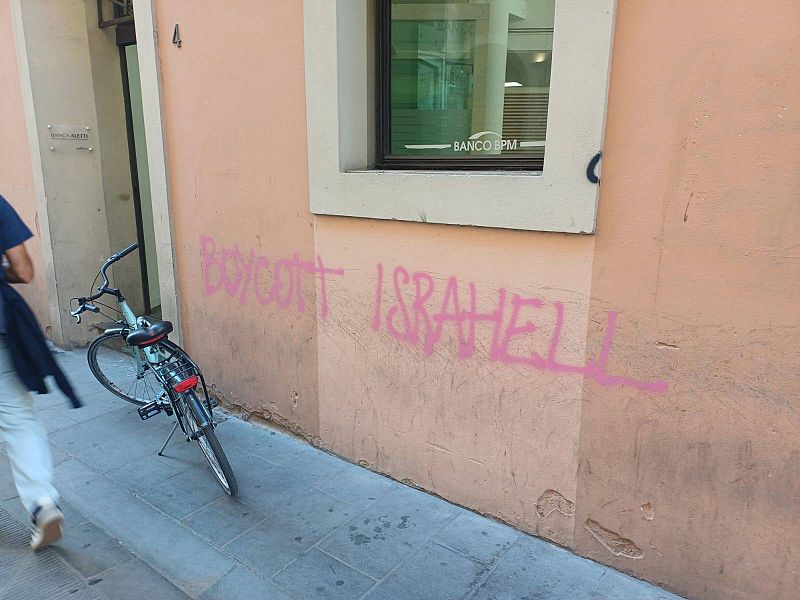 4
BANCA ALETTI
BANCO BPM
BOYCOTT ISRAHELL